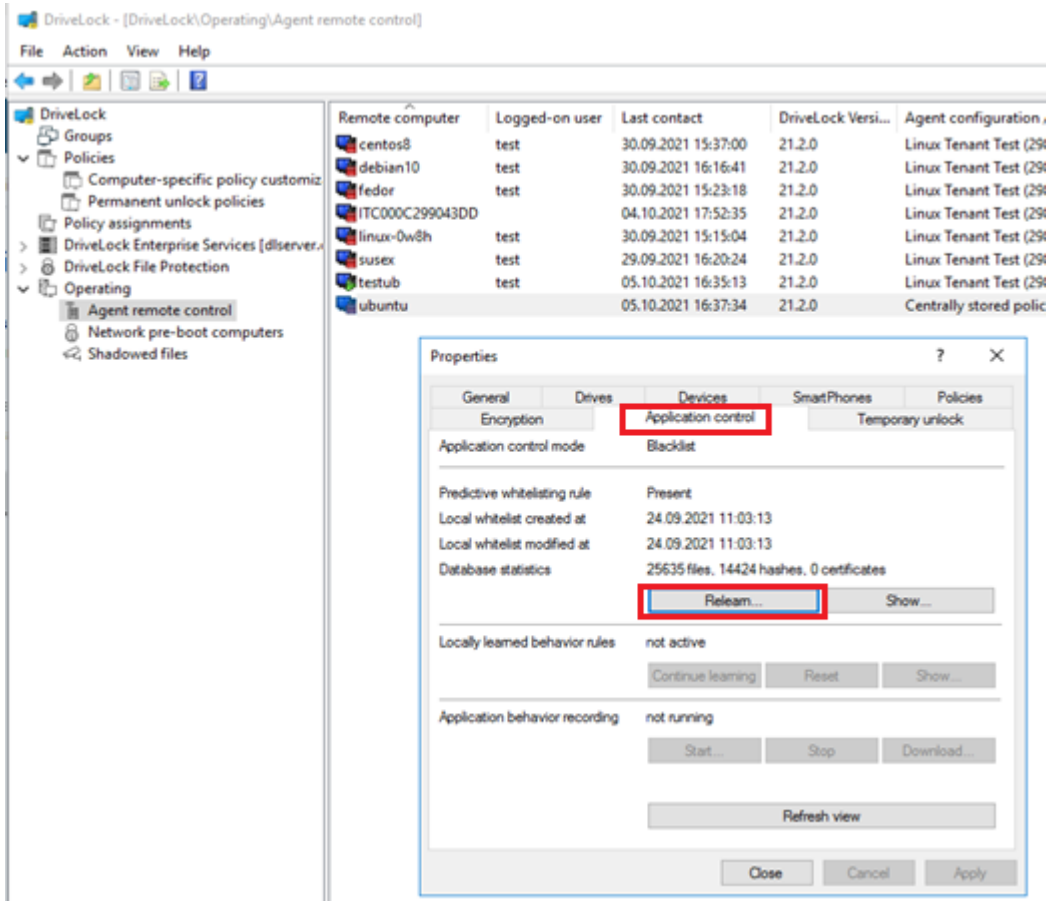 DriveLock - [DriveLock\Operating\Agent remote control]
File Action View Help
DriveLock
Groups
Policies
Computer-specific policy customiz
Permanent unlock policies
Policy assignments
DriveLock Enterprise Services [dlserver.
DriveLock File Protection
Operating
Agent remote control
Network pre-boot computers
Shadowed files
Remote computer Logged-on user Last contact DriveLock Versi... Agent configuration
centos8 test 30.09.2021 15:37:00 21.2.0 Linux Tenant Test (290
debian10 test 30.09.2021 16:16:41 21.2.0 Linux Tenant Test (290
fedor test 30.09.2021 15:23:18 21.2.0 Linux Tenant Test (290
ITC000C299043DD 04.10.2021 17:52:35 21.2.0 Linux Tenant Test (290
linux-0w8h test 30.09.2021 15:15:04 21.2.0 Linux Tenant Test (290
susex test 29.09.2021 16:20:24 21.2.0 Linux Tenant Test (290
testub test 05.10.2021 16:35:13 21.2.0 Linux Tenant Test (290
ubuntu 05.10.2021 16:37:34 21.2.0 Centrally stored polic
Properties ? X
General Drives Devices SmartPhones Policies
Encryption Application control Temporary unlock
Application control mode Blacklist
Predictive whitelisting rule Present
Local whitelist created at 24.09.2021 11:03:13
Local whitelist modified at 24.09.2021 11:03:13
Database statistics 25635 files, 14424 hashes, 0 certificates
Relearn... Show...
Locally learned behavior rules not active
Continue learning Reset Show...
Application behavior recording not running
Start... Stop Download...
Refresh view
Close Cancel Apply